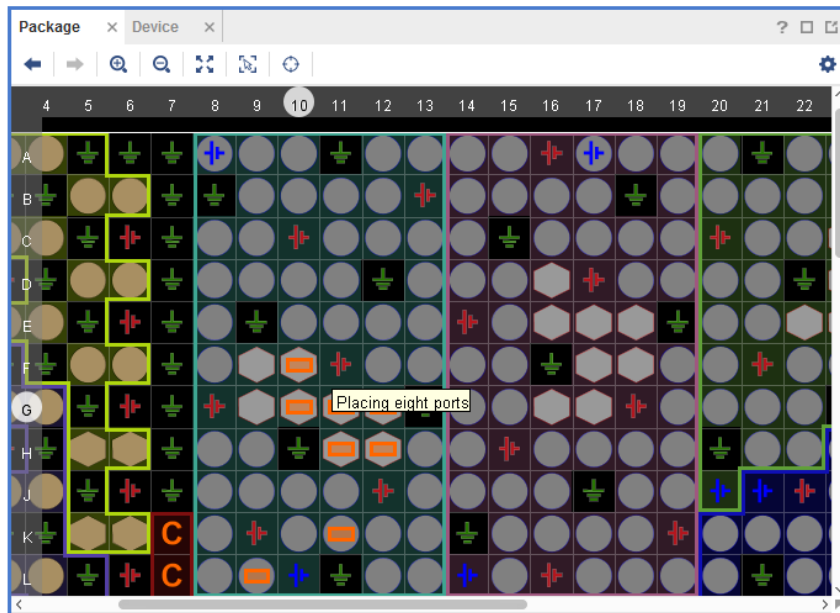 Package × Device ×
?
4 5 6 7 8 9 10 11 12 13 14 15 16 17 18 19 20 21 22
A
B
C
D
E
F
Placing eight ports
G
H
J
K C
L C